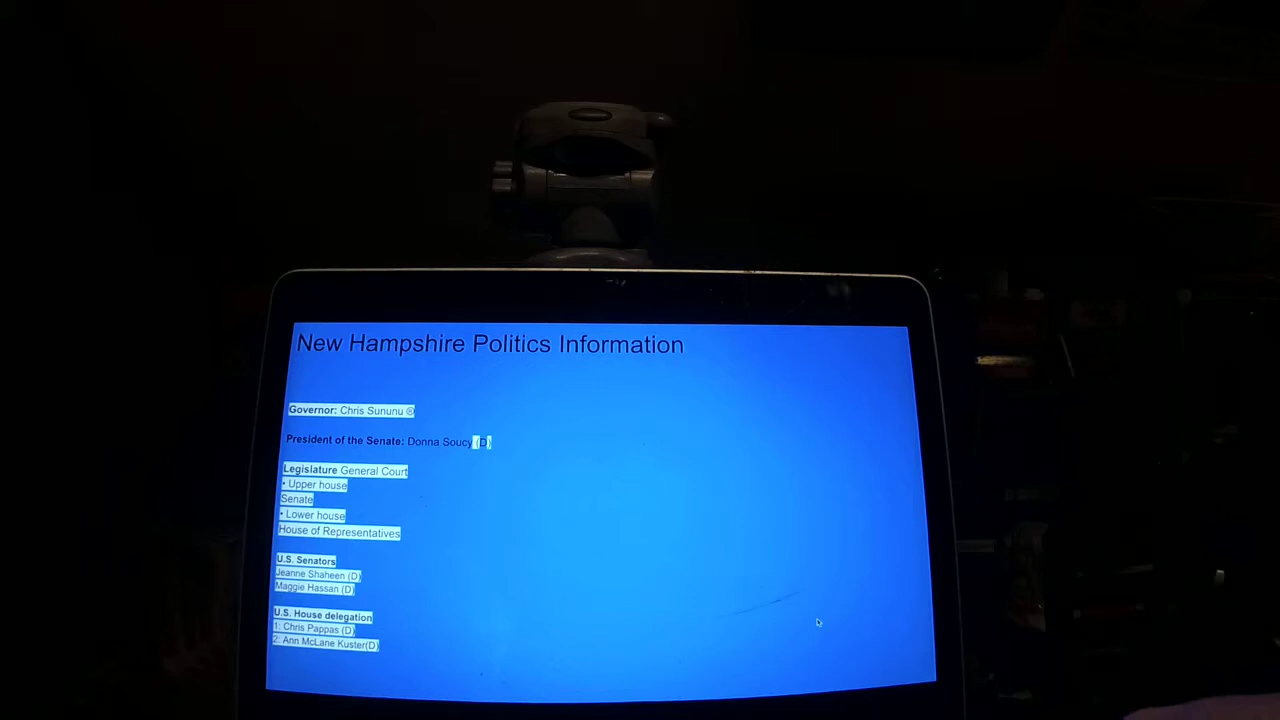 New Hampshire Politics Information
Governor: Chris Sununu ®
President of the Senate: Donna Soucy (D)
Legislature General Court
• Upper house
Senate
• Lower house
House of Representatives
U.S. Senators
Jeanne Shaheen (D)
Maggie Hassan (D)
U.S. House delegation
1: Chris Pappas (D)
2: Ann McLane Kuster(D)